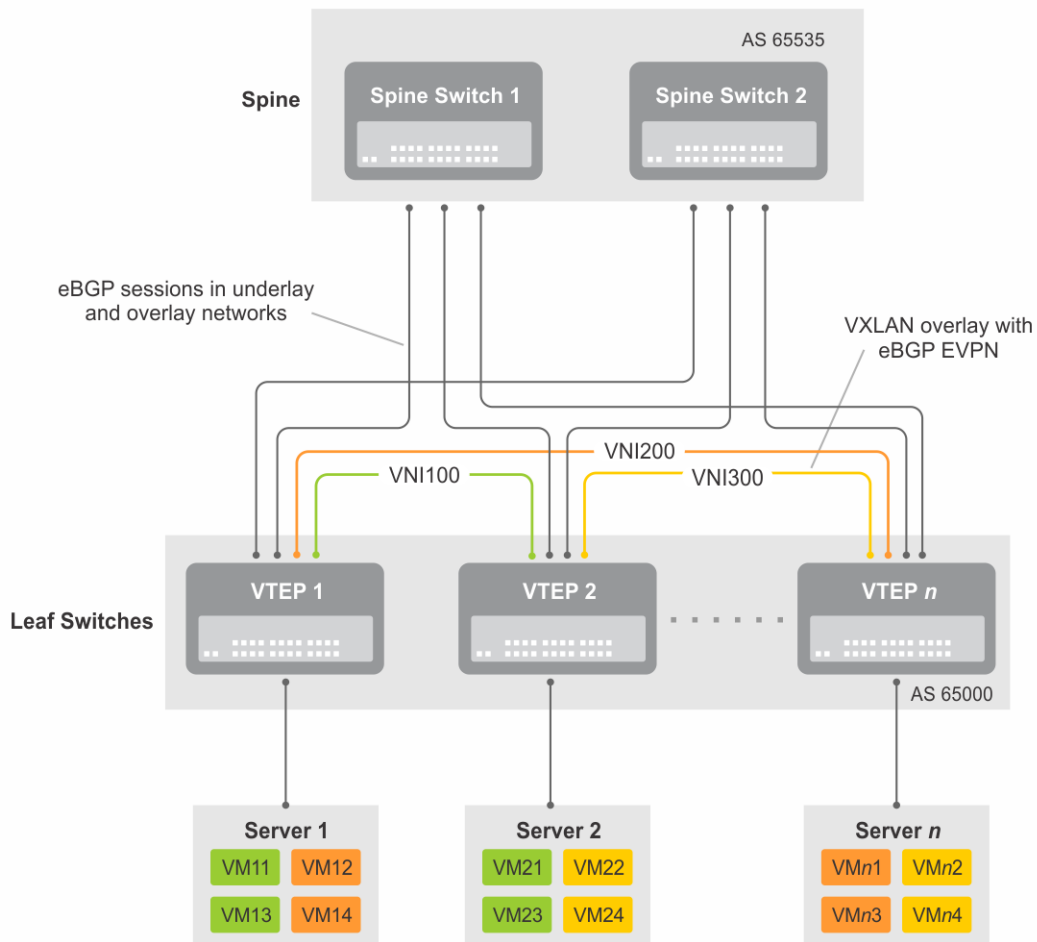 AS 65535
Spine
Spine Switch 1
Spine Switch 2
eBGP sessions in underlay
and overlay networks
VXLAN overlay with
eBGP EVPN
VNI200
VNI100
VNI300
Leaf Switches
VTEP 1
VTEP 2
VTEP n
AS 65000
Server 1
VM11
VM12
VM13
VM14
Server 2
VM21
VM22
VM23
VM24
Server n
VMn1
VMn2
VMn3
VMn4